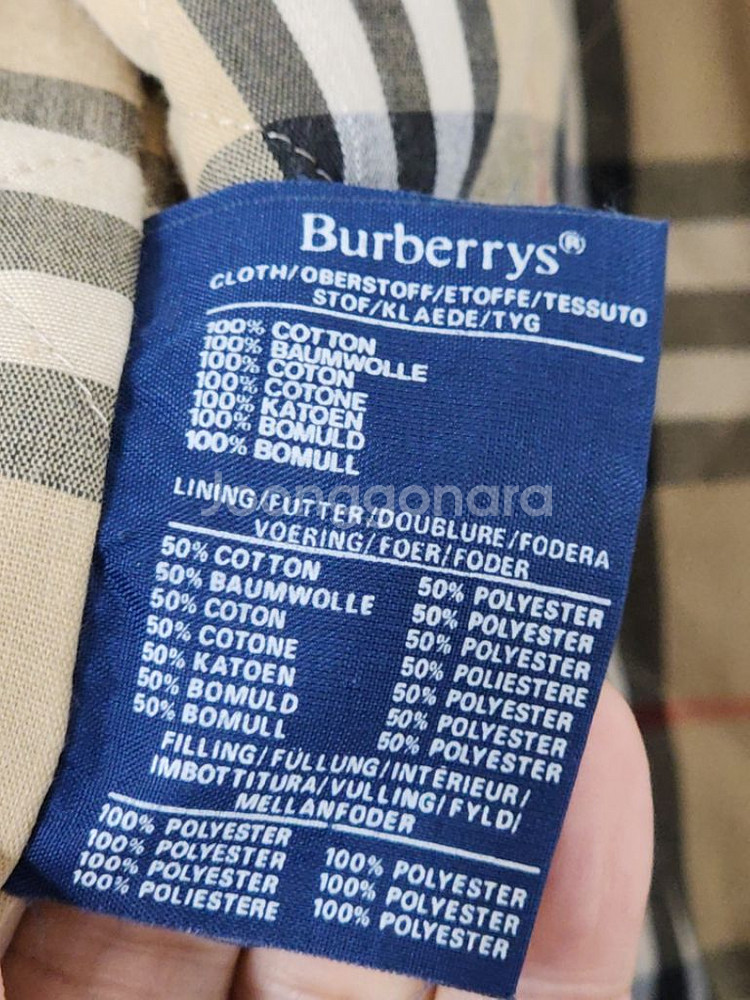 Burberrys®
CLOTH/OBERSTOFF/ETOFFE/TESSUTO
STOF/KLAEDE/TYG
100% COTTON
100% BAUMWOLLE
100% COTON
100% COTONE
100% KATOEN
100% BOMULD
100% BOMULL
Joonggonara
LINING/FUTTER/DOUBLURE/FODERA
VOERING/FOER/FODER
50% COTTON 50% POLYESTER
50% BAUMWOLLE 50% POLYESTER
50% COTON 50% POLYESTER
50% COTONE 50% POLIESTERE
50% KATOEN 50% POLYESTER
50% BOMULD 50% POLYESTER
50% BOMULL 50% POLYESTER
FILLING/FÜLLUNG/INTÉRIEUR/
IMBOTTITURA/VULLING/FYLD/
MELLANFODER
100% POLYESTER 100% POLYESTER
100% POLYESTER 100% POLYESTER
100% POLYESTER 100% POLYESTER
100% POLIESTERE